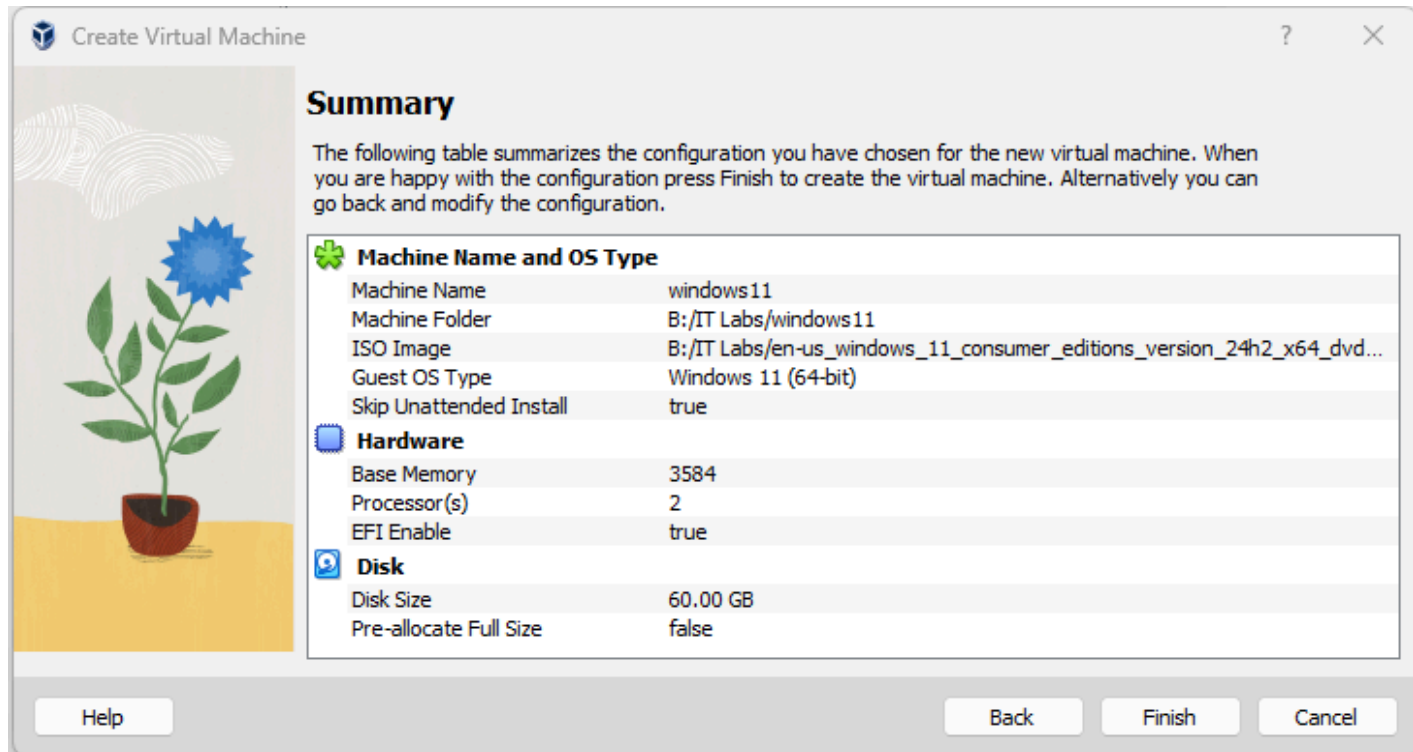 Create Virtual Machine ?
Summary
The following table summarizes the configuration you have chosen for the new virtual machine. When
you are happy with the configuration press Finish to create the virtual machine. Alternatively you can
go back and modify the configuration.
Machine Name and OS Type
Machine Name windows11
Machine Folder B:/IT Labs/windows11
ISO Image B:/IT Labs/en-us_windows_11_consumer_editions_version_24h2_x64_dvd...
Guest OS Type Windows 11 (64-bit)
Skip Unattended Install true
Hardware
Base Memory 3584
Processor(s) 2
EFI Enable true
Disk
Disk Size 60.00 GB
Pre-allocate Full Size false
Help Back Finish Cancel